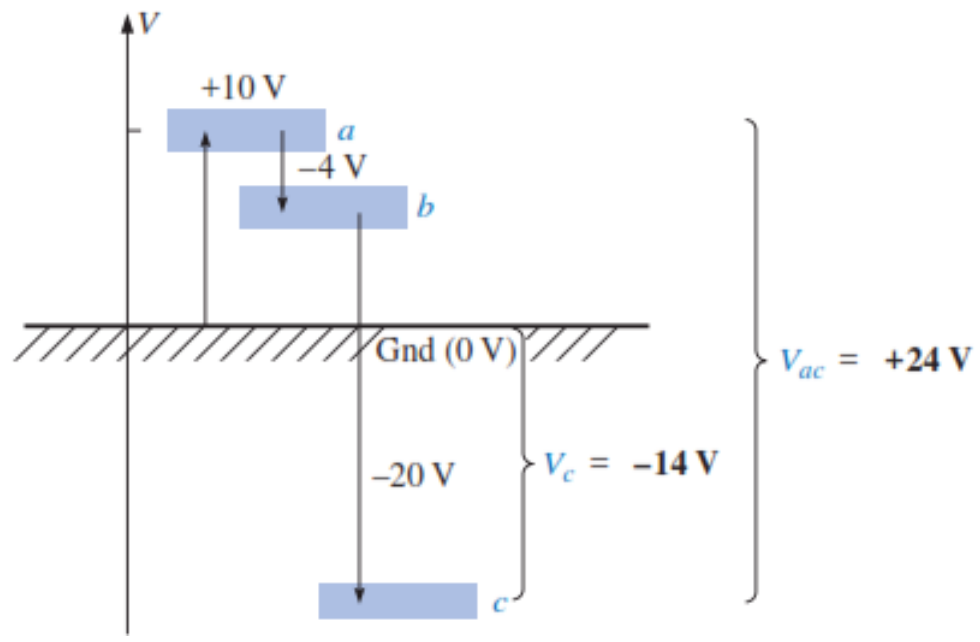 V
+10 V
a
−4 V
b
Gnd (0 V)
V_ac = +24 V
−20 V
V_c = −14 V
c